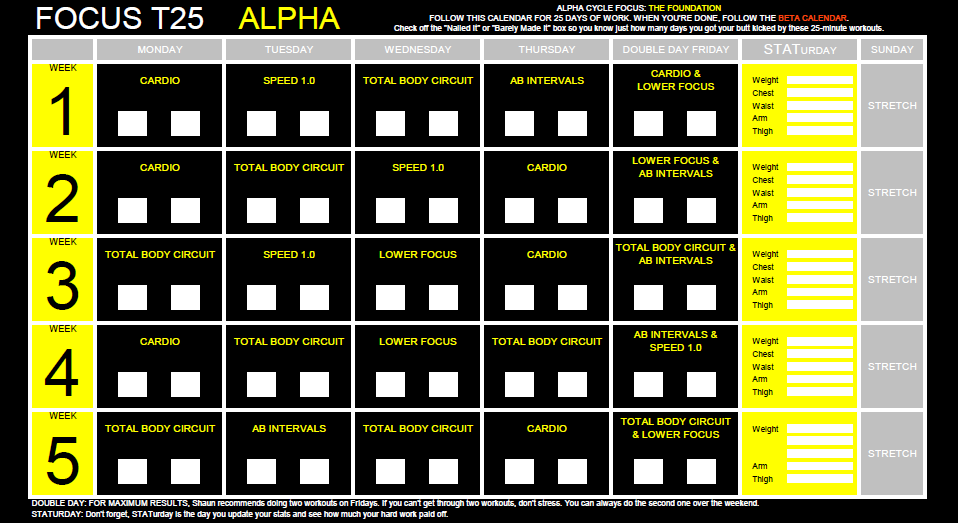 FOCUS T25 ALPHA
ALPHA CYCLE FOCUS: THE FOUNDATION
FOLLOW THIS CALENDAR FOR 25 DAYS OF WORK. WHEN YOU'RE DONE, FOLLOW THE BETA CALENDAR.
Check off the "Nailed It" or "Barely Made It" box so you know just how many days you got your butt kicked by these 25-minute workouts.
MONDAY TUESDAY WEDNESDAY THURSDAY DOUBLE DAY FRIDAY STATURDAY SUNDAY
WEEK
1
CARDIO
SPEED 1.0
TOTAL BODY CIRCUIT
AB INTERVALS
CARDIO &
LOWER FOCUS
Weight
Chest
Waist
Arm
Thigh
STRETCH
WEEK
2
CARDIO
TOTAL BODY CIRCUIT
SPEED 1.0
CARDIO
LOWER FOCUS &
AB INTERVALS
Weight
Chest
Waist
Arm
Thigh
STRETCH
WEEK
3
TOTAL BODY CIRCUIT
SPEED 1.0
LOWER FOCUS
CARDIO
TOTAL BODY CIRCUIT &
AB INTERVALS
Weight
Chest
Waist
Arm
Thigh
STRETCH
WEEK
4
CARDIO
TOTAL BODY CIRCUIT
LOWER FOCUS
TOTAL BODY CIRCUIT
AB INTERVALS &
SPEED 1.0
Weight
Chest
Waist
Arm
Thigh
STRETCH
WEEK
5
TOTAL BODY CIRCUIT
AB INTERVALS
TOTAL BODY CIRCUIT
CARDIO
TOTAL BODY CIRCUIT
& LOWER FOCUS
Weight
Arm
Thigh
STRETCH
DOUBLE DAY: FOR MAXIMUM RESULTS, Shaun recommends doing two workouts on Fridays. If you can't get through two workouts, don't stress. You can always do the second one over the weekend.
STATURDAY: Don't forget, STATurday is the day you update your stats and see how much your hard work paid off.